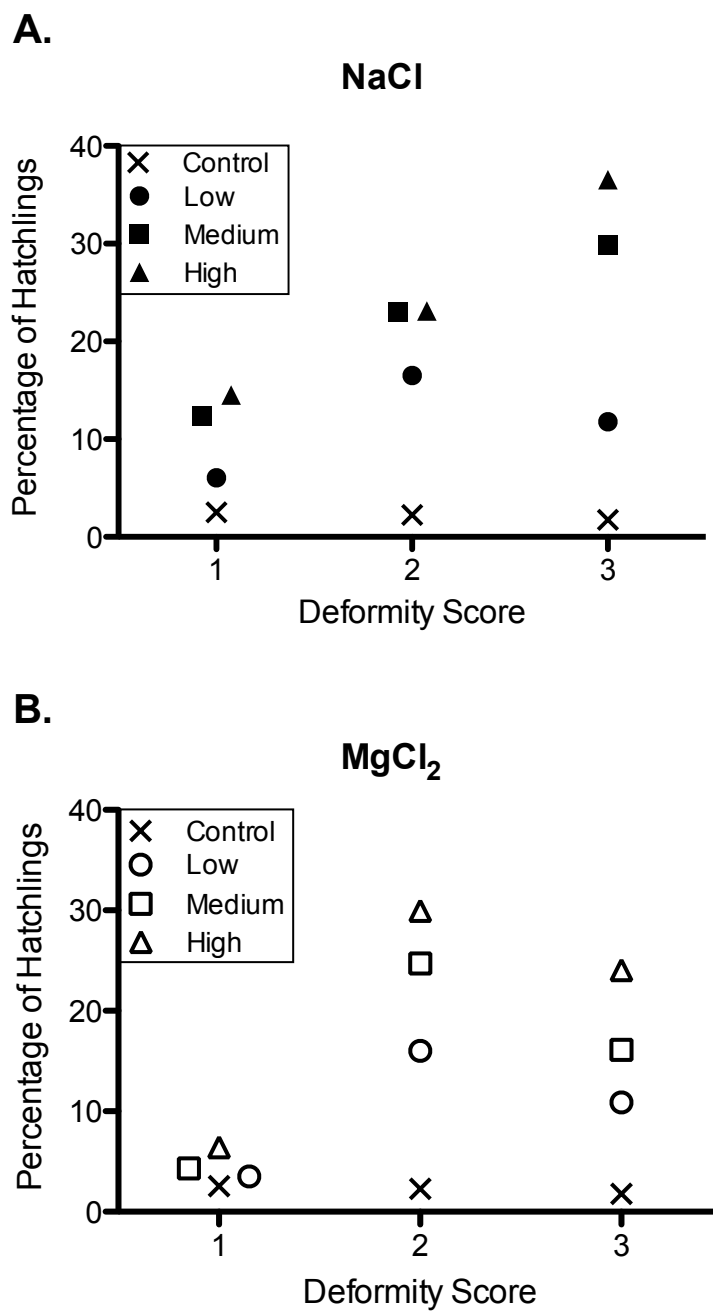 A.
NaCl
40
30
20
10
0
Percentage of Hatchlings
Control
Low
Medium
High
1 2 3
Deformity Score
B.
MgCl₂
40
30
20
10
0
Percentage of Hatchlings
Control
Low
Medium
High
1 2 3
Deformity Score